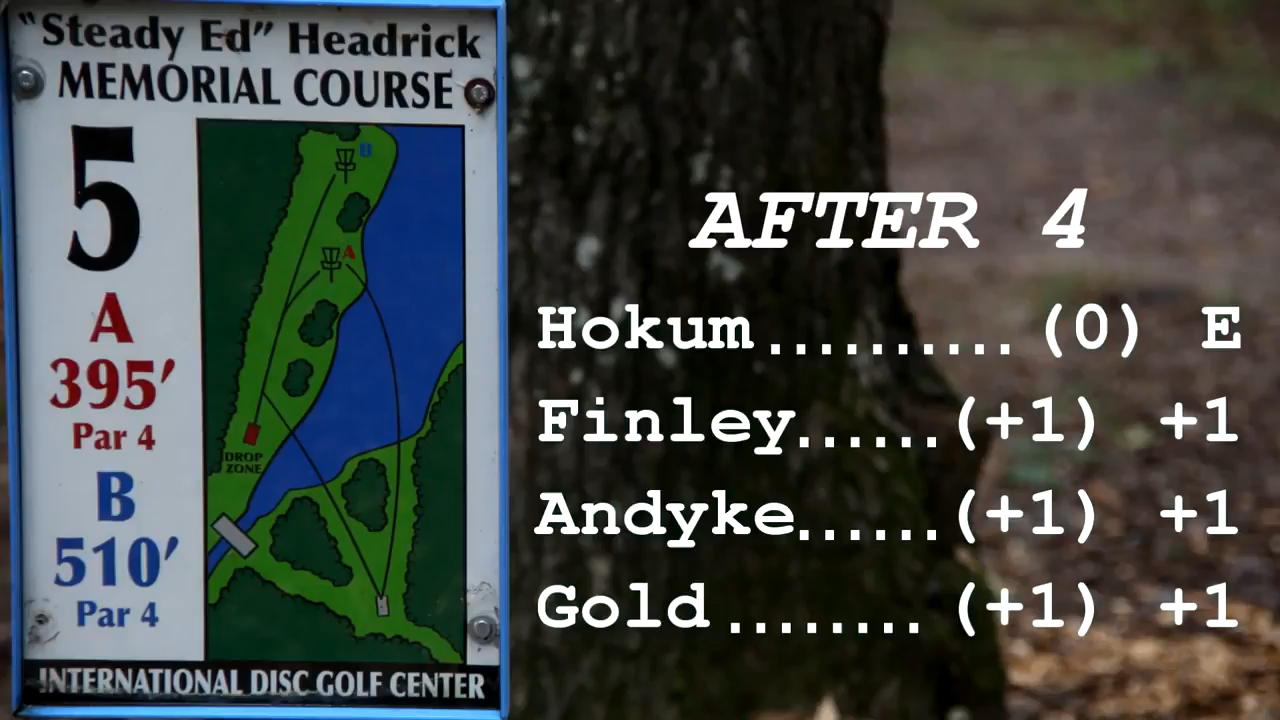 "Steady Ed" Headrick
MEMORIAL COURSE
5
A
395'
Par 4
B
510'
Par 4
B
A
DROP
ZONE
INTERNATIONAL DISC GOLF CENTER
AFTER 4
Hokum .......... (0) E
Finley...... (+1) +1
Andyke...... (+1) +1
Gold ........ (+1) +1